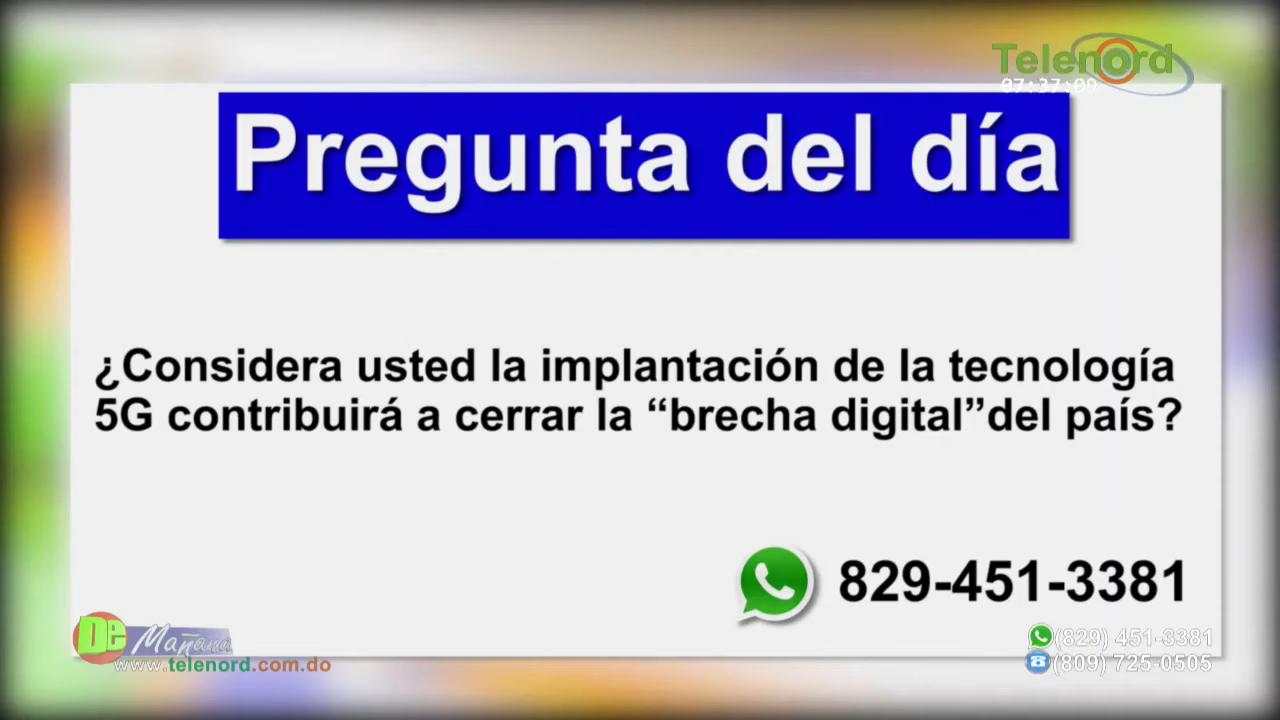 Telenord
07:37:09
Pregunta del día
¿Considera usted la implantación de la tecnología
5G contribuirá a cerrar la “brecha digital”del país?
829-451-3381
De Mañana
www.telenord.com.do
(829) 451-3381
(809) 725-0505